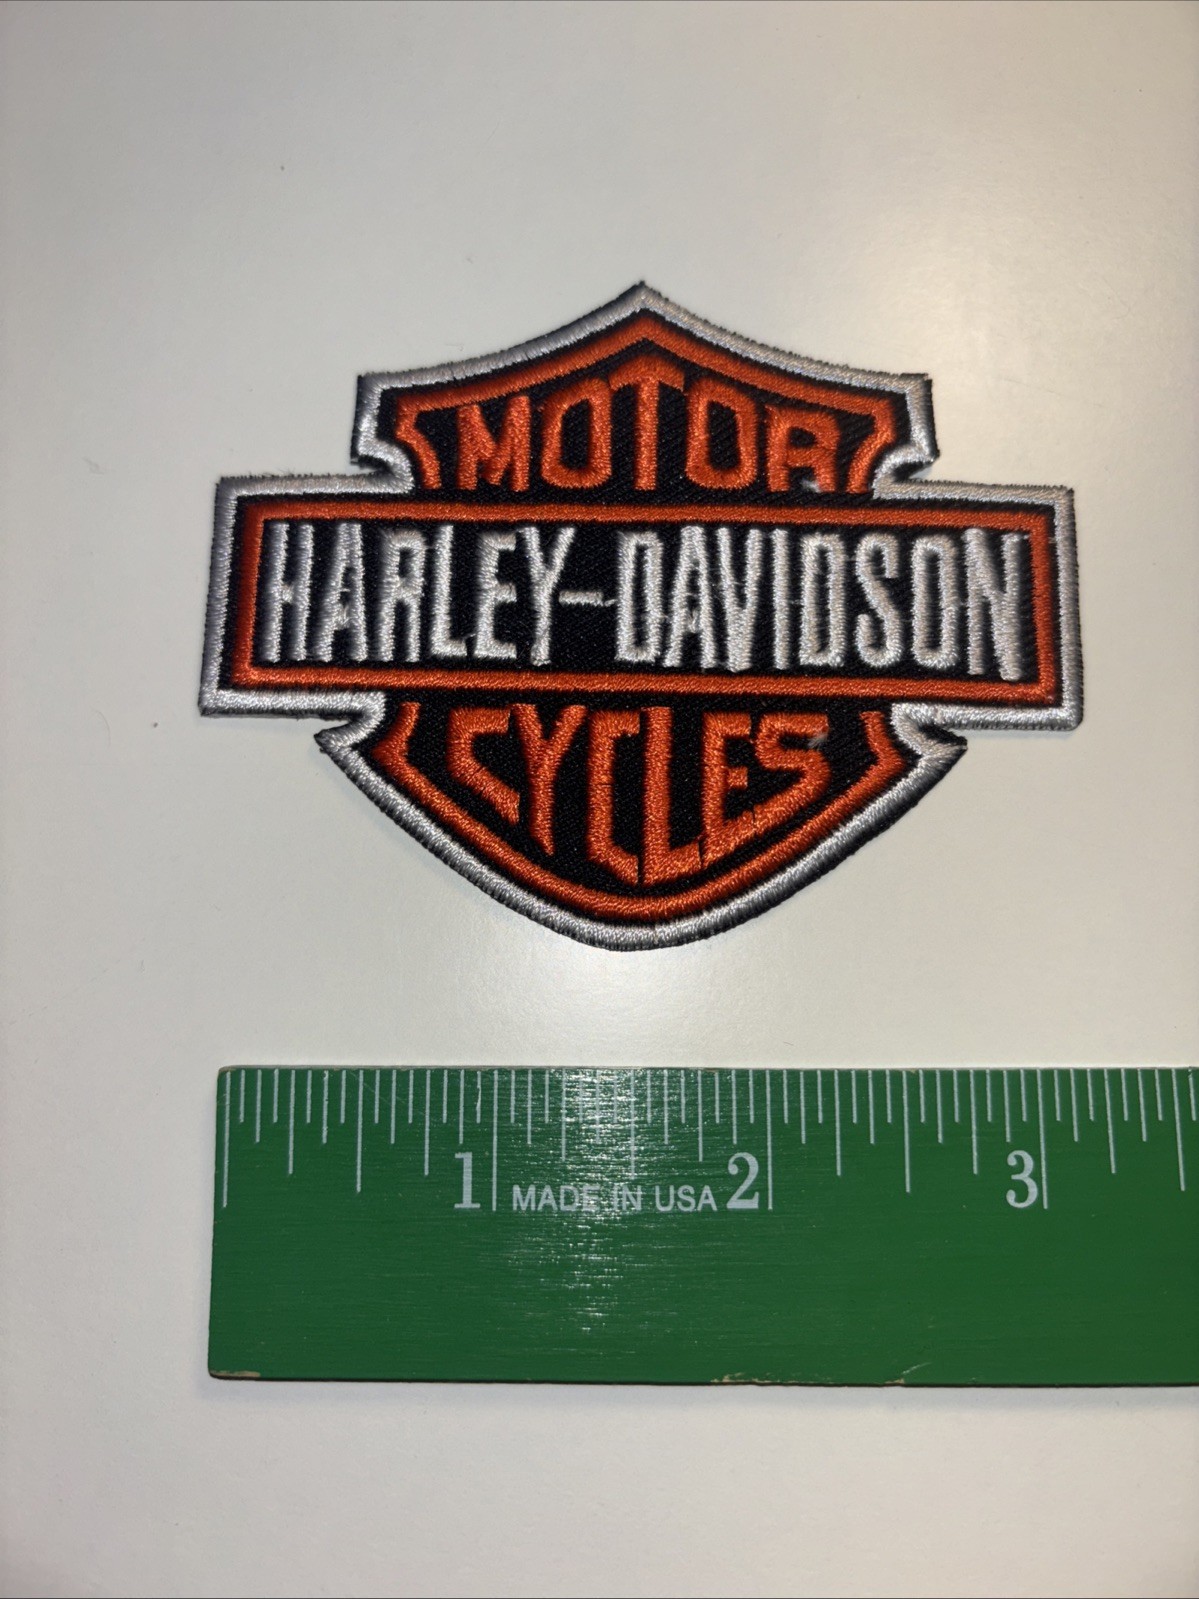 MOTOR
HARLEY-DAVIDSON
CYCLES
1 MADE IN USA 2 3